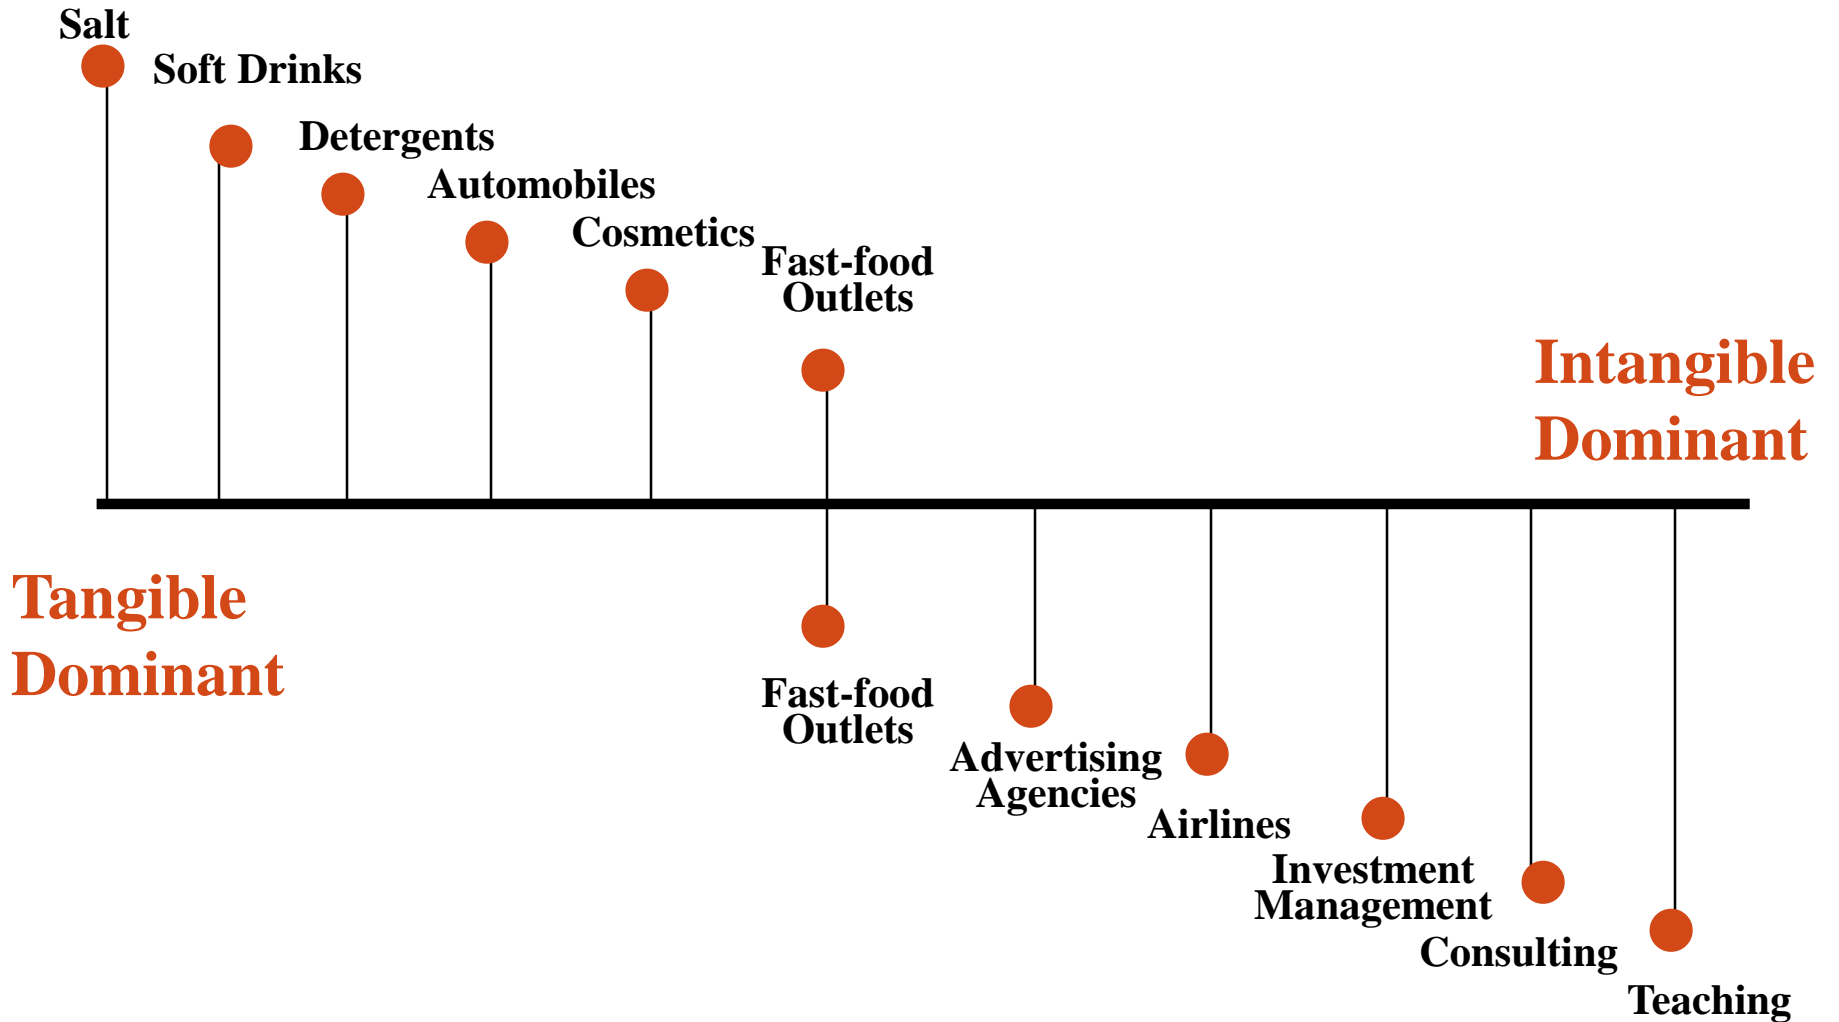 Salt
Soft Drinks
Detergents
Automobiles
Cosmetics
Fast-food
Outlets
Intangible
Dominant
Tangible
Dominant
Fast-food
Outlets
Advertising
Agencies
Airlines
Investment
Management
Consulting
Teaching